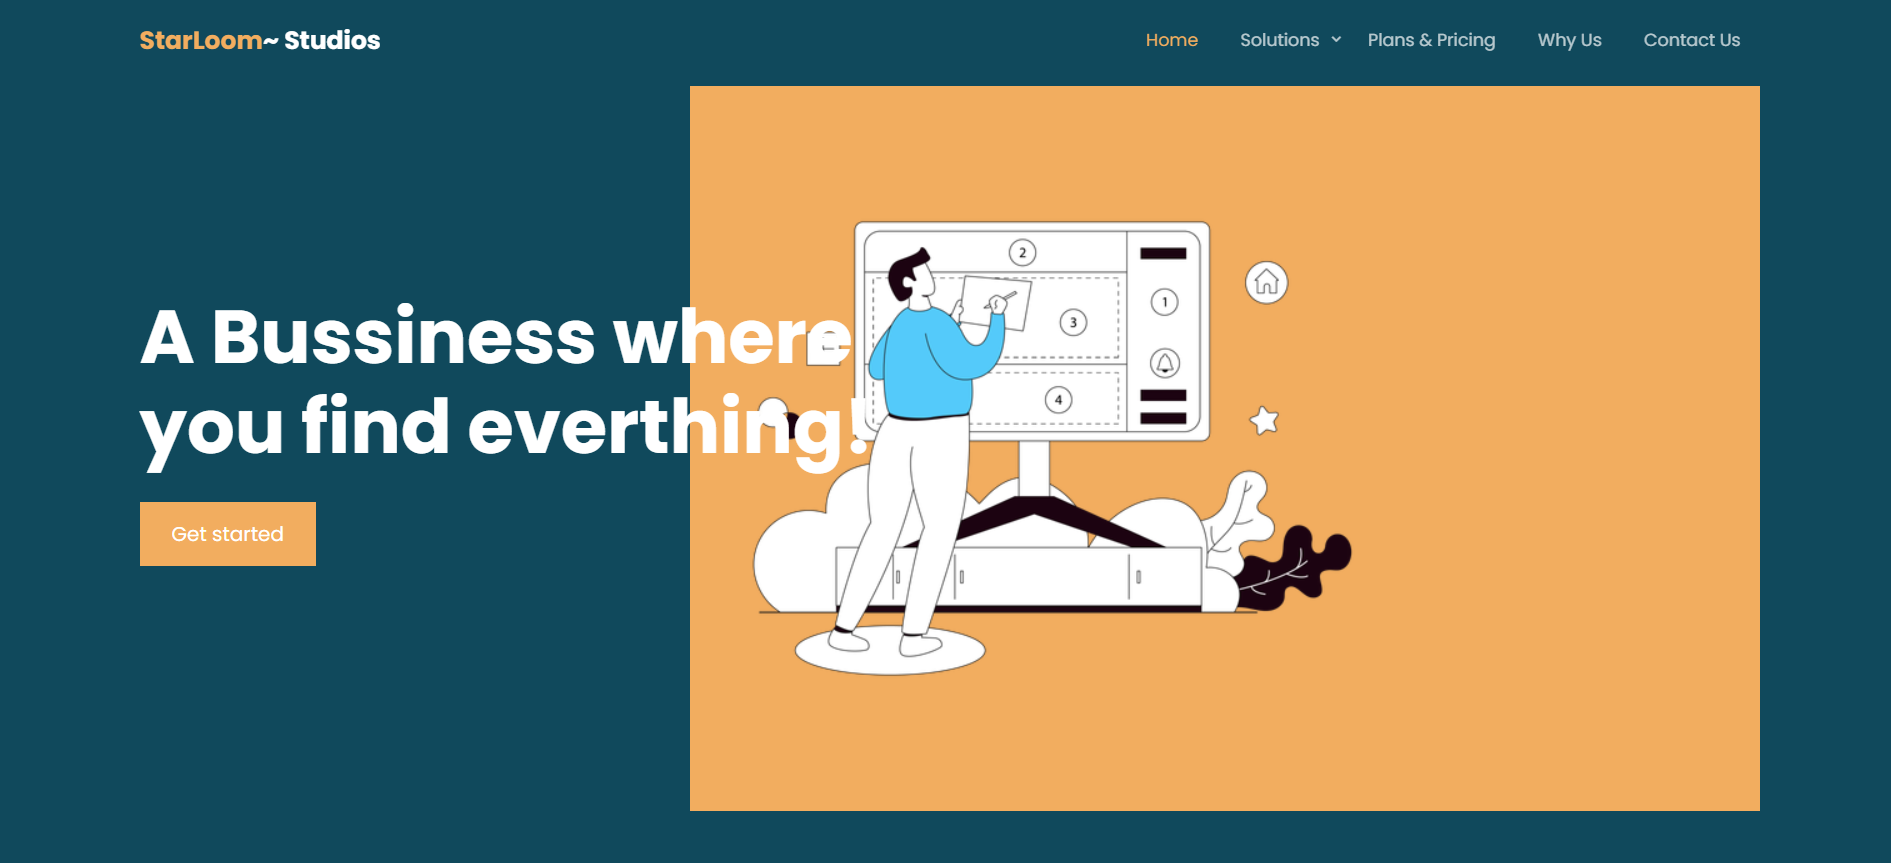 StarLoom~ Studios
Home Solutions Plans & Pricing Why Us Contact Us
A Bussiness where
you find everthing!
Get started
2
1
3
4